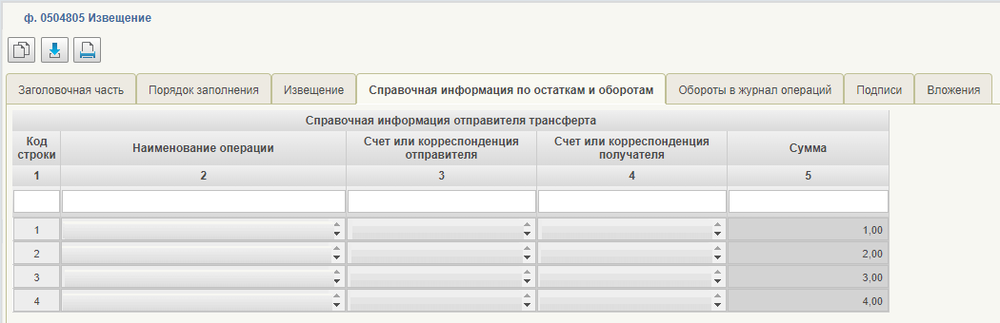 ф. 0504805 Извещение
Заголовочная часть Порядок заполнения Извещение Справочная информация по остаткам и оборотам Обороты в журнал операций Подписи Вложения
Справочная информация отправителя трансферта
Код строки Наименование операции Счет или корреспонденция отправителя Счет или корреспонденция получателя Сумма
1 2 3 4 5
1 1,00
2 2,00
3 3,00
4 4,00